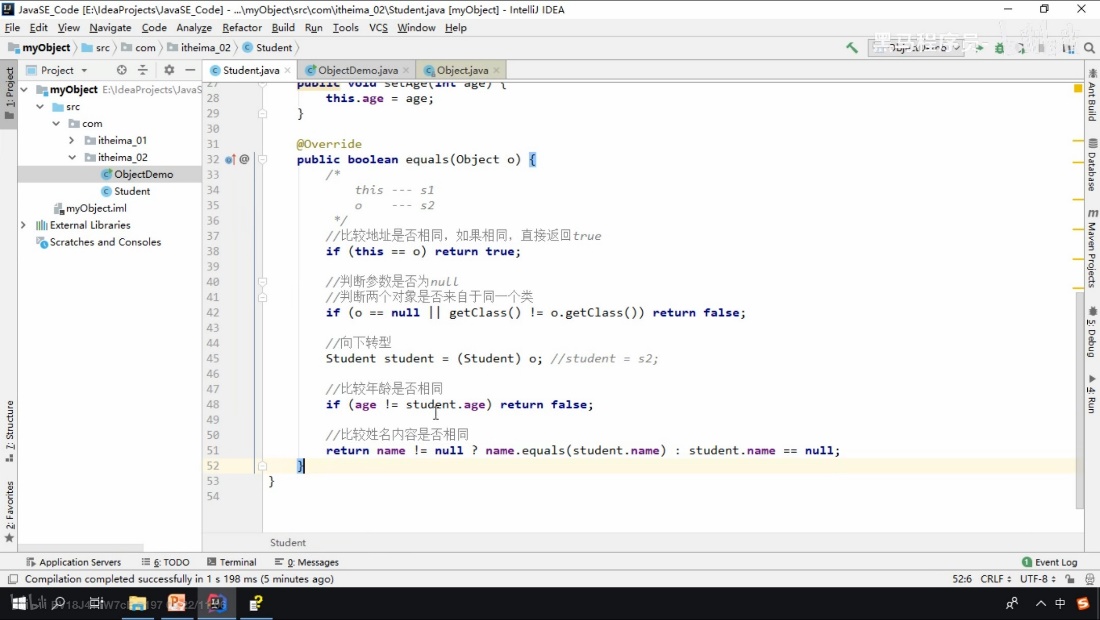 JavaSE_Code [E:\IdeaProjects\JavaSE_Code] - ...\myObject\src\com\itheima_02\Student.java [myObject] - IntelliJ IDEA
File Edit View Navigate Code Analyze Refactor Build Run Tools VCS Window Help
myObject src com itheima_02 Student
Project
Student.java ObjectDemo.java Object.java
1: Project
myObject E:\IdeaProjects\JavaS
src
com
itheima_01
itheima_02
ObjectDemo
Student
myObject.iml
External Libraries
Scratches and Consoles
27 public void setAge(int age) {
28 this.age = age;
29 }
30
31 @Override
32 public boolean equals(Object o) {
33 /*
34 this --- s1
35 o --- s2
36 */
37 //比较地址是否相同，如果相同，直接返回true
38 if (this == o) return true;
39
40 //判断参数是否为null
41 //判断两个对象是否来自于同一个类
42 if (o == null || getClass() != o.getClass()) return false;
43
44 //向下转型
45 Student student = (Student) o; //student = s2;
46
47 //比较年龄是否相同
48 if (age != student.age) return false;
49
50 //比较姓名内容是否相同
51 return name != null ? name.equals(student.name) : student.name == null;
52 }
53 }
54
Student
Ant Build
Database
Maven Projects
5: Debug
4: Run
7: Structure
2: Favorites
Application Servers 6: TODO Terminal 0: Messages Event Log
Compilation completed successfully in 1 s 198 ms (5 minutes ago) 52:6 CRLF UTF-8
中